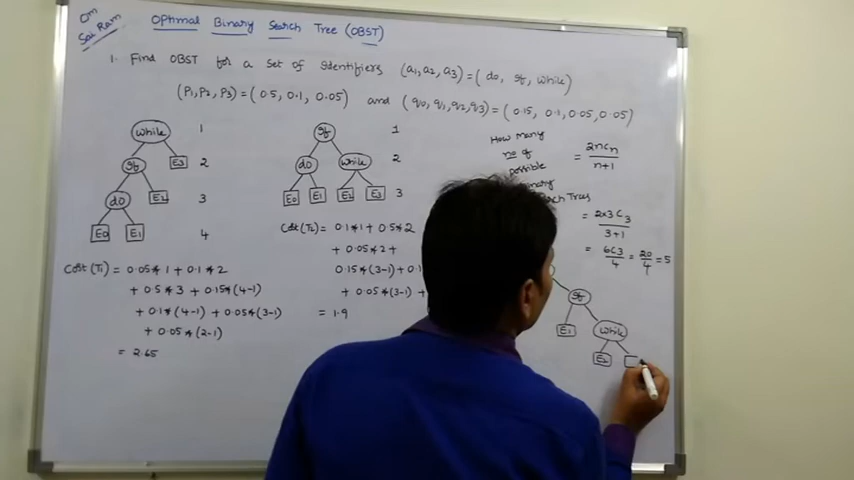 Om
Sai Ram
Optimal Binary Search Tree (OBST)
1. Find OBST for a set of identifiers (a1,a2,a3)=(do, if, while)
(P1,P2,P3)=(0.5, 0.1, 0.05) and (q0,q1,q2,q3)=(0.15, 0.1, 0.05, 0.05)
while 1
if E3 2
do E2 3
E0 E1 4
Cost(T1) = 0.05*1 + 0.1*2
+ 0.5*3 + 0.15*(4-1)
+ 0.1*(4-1) + 0.05*(3-1)
+ 0.05*(2-1)
= 2.65
if 1
do while 2
E0 E1 E2 E3 3
Cost(T2) = 0.1*1 + 0.5*2
+ 0.05*2 +
0.15*(3-1)+0.1
+ 0.05*(3-1) +
= 1.9
How many
no of
possible
Trees
= 2nCn / n+1
= 2x3C3 / 3+1
= 6C3 / 4 = 20 / 4 = 5
if
E1 while
E2